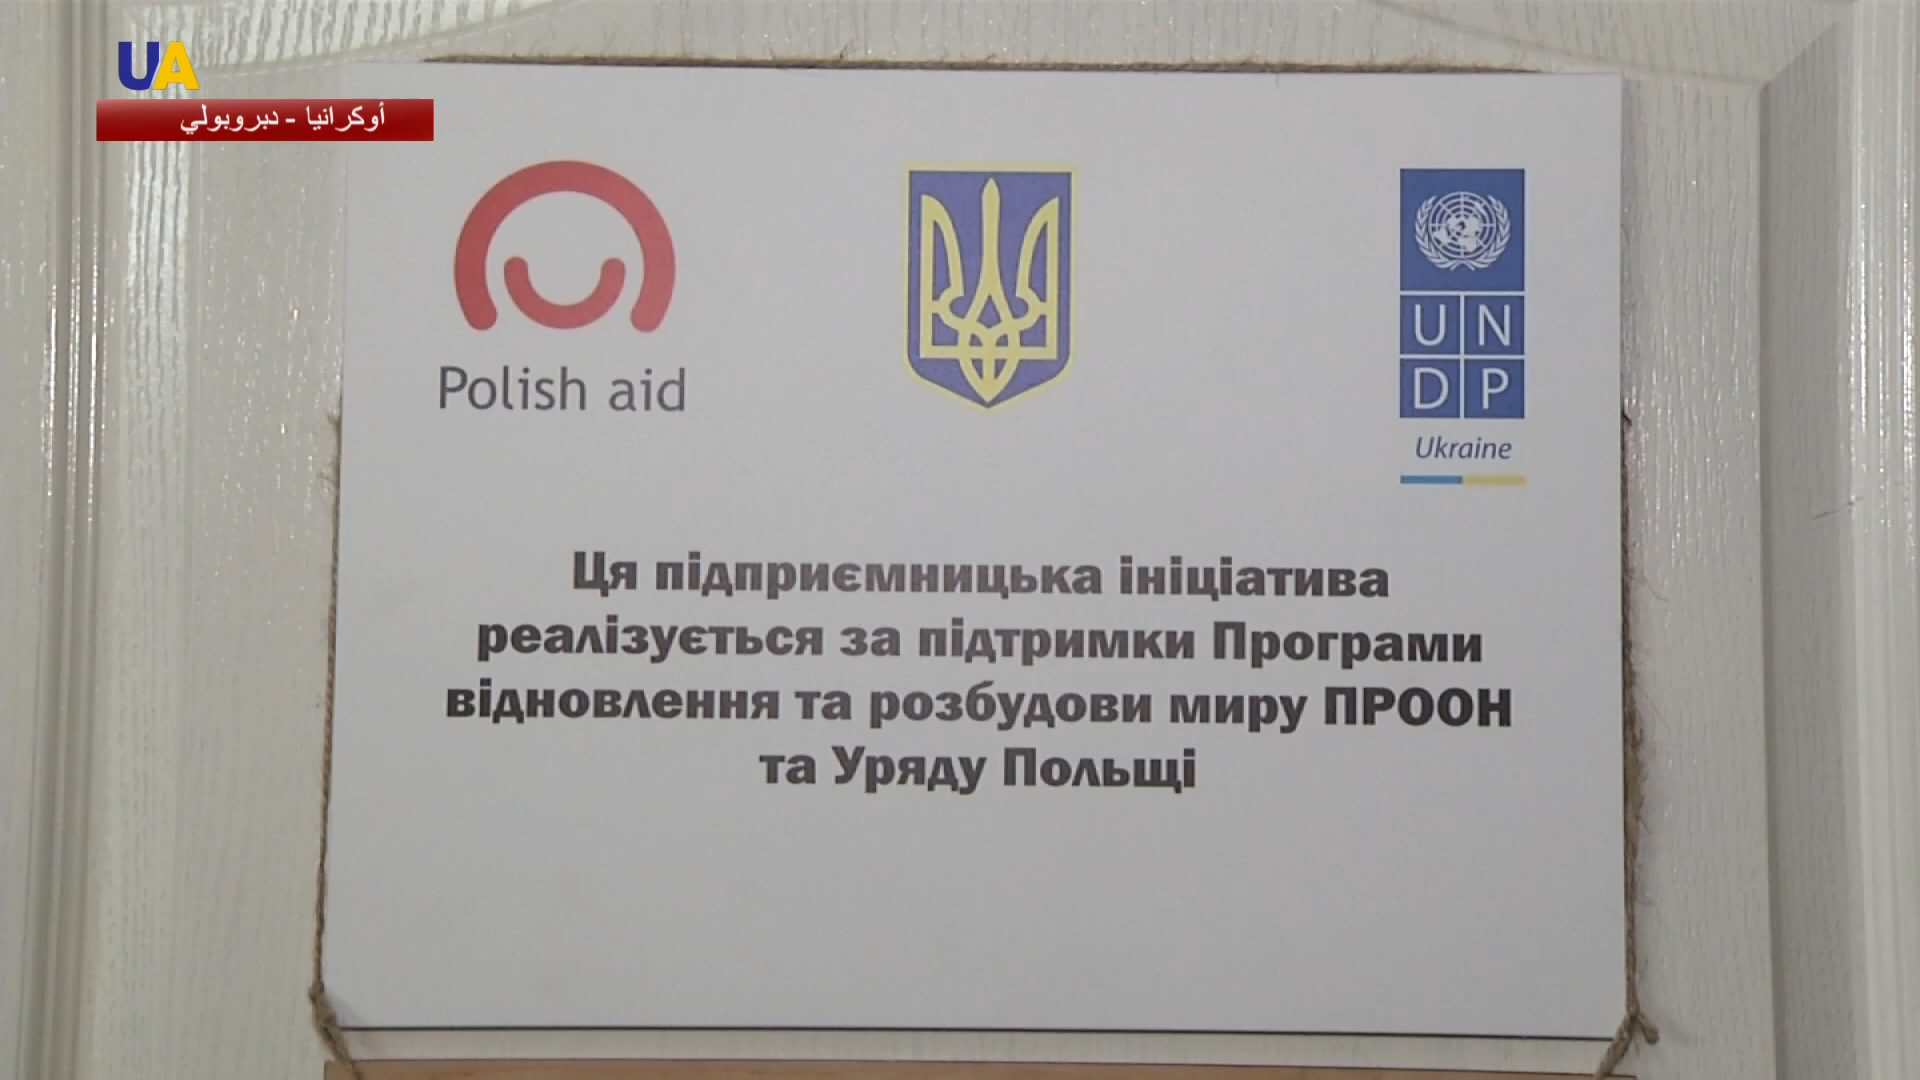 UA
أوكرانيا - دبروبولي
Polish aid
U N
D P
Ukraine
Ця підприємницька ініціатива
реалізується за підтримки Програми
відновлення та розбудови миру ПРООН
та Уряду Польщі